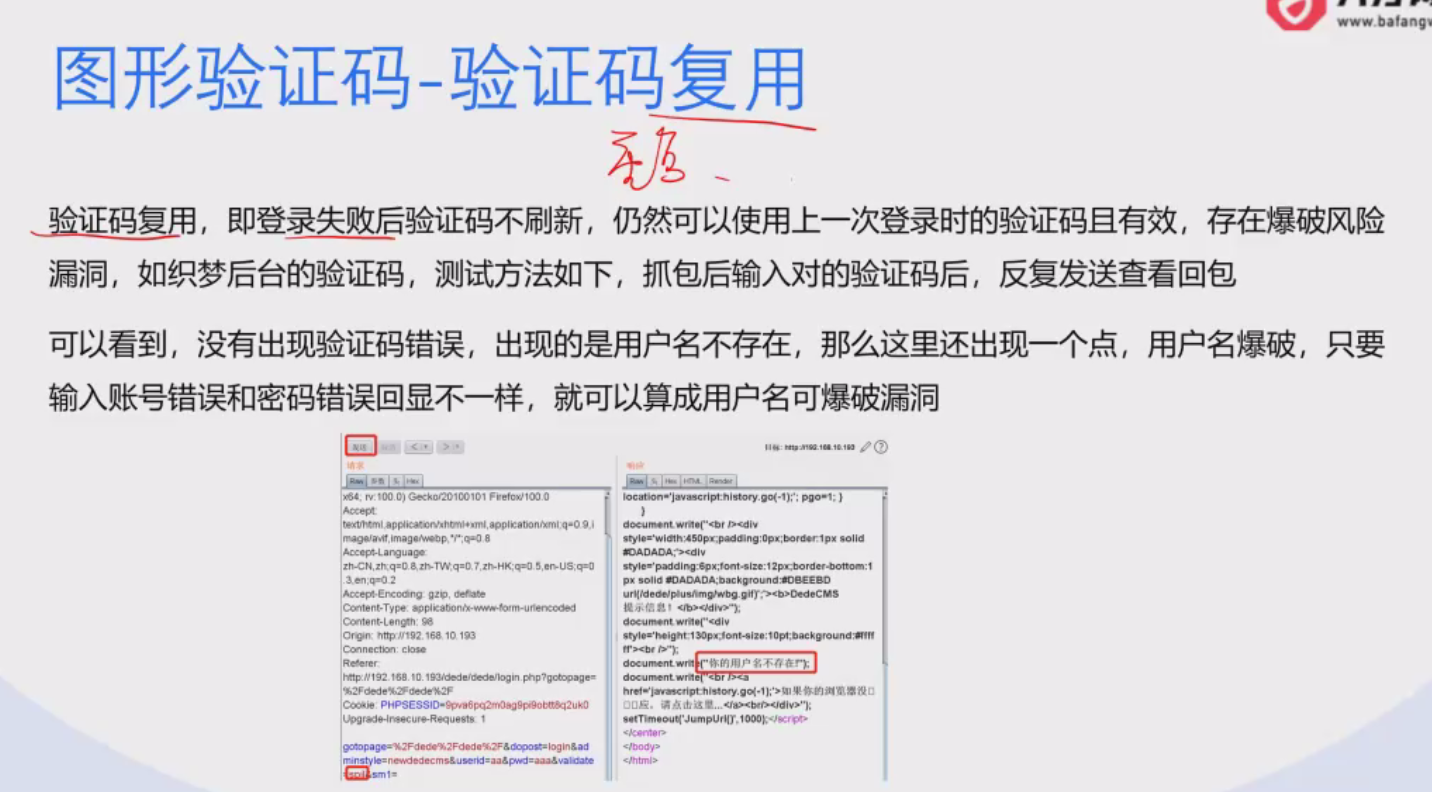 www.bafangw
图形验证码-验证码复用
验证码复用，即登录失败后验证码不刷新，仍然可以使用上一次登录时的验证码且有效，存在爆破风险
漏洞，如织梦后台的验证码，测试方法如下，抓包后输入对的验证码后，反复发送查看回包
可以看到，没有出现验证码错误，出现的是用户名不存在，那么这里还出现一个点，用户名爆破，只要
输入账号错误和密码错误回显不一样，就可以算成用户名可爆破漏洞
发送
< >
目标: http://192.168.10.193
请求
Raw 参数 头 Hex
x64; rv:100.0) Gecko/20100101 Firefox/100.0
Accept:
text/html,application/xhtml+xml,application/xml;q=0.9,i
mage/avif,image/webp,*/*;q=0.8
Accept-Language:
zh-CN,zh;q=0.8,zh-TW;q=0.7,zh-HK;q=0.5,en-US;q=0
.3,en;q=0.2
Accept-Encoding: gzip, deflate
Content-Type: application/x-www-form-urlencoded
Content-Length: 98
Origin: http://192.168.10.193
Connection: close
Referer:
http://192.168.10.193/dede/dede/login.php?gotopage=
%2Fdede%2Fdede%2F
Cookie: PHPSESSID=9pva6pq2m0ag9pi9obtt8q2uk0
Upgrade-Insecure-Requests: 1
gotopage=%2Fdede%2Fdede%2F&dopost=login&ad
minstyle=newdedecms&userid=aa&pwd=aaa&validate
&sm1=
响应
Raw 头 Hex HTML Render
location='javascript:history.go(-1);'; pgo=1; }
}
document.write("<br /><div
style='width:450px;padding:0px;border:1px solid
#DADADA;'><div
style='padding:6px;font-size:12px;border-bottom:1
px solid #DADADA;background:#DBEEBD
url(/dede/plus/img/wbg.gif)';'><b>DedeCMS
提示信息！</b></div>");
document.write("<div
style='height:130px;font-size:10pt;background:#ffff
ff'><br />");
document.write("你的用户名不存在!");
document.write("<br /><a
href='javascript:history.go(-1);'>如果你的浏览器没□
□□应，请点击这里...</a><br/></div>");
setTimeout('JumpUrl()',1000);</script>
</center>
</body>
</html>